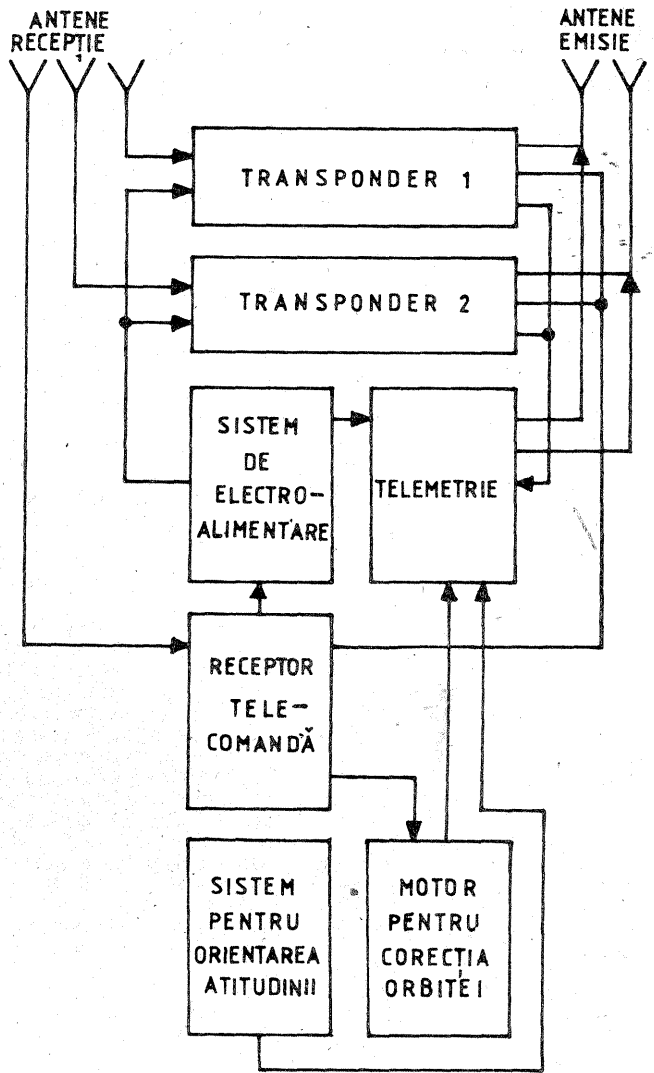 ANTENE
RECEPȚIE
ANTENE
EMISIE
TRANSPONDER 1
TRANSPONDER 2
SISTEM
DE
ELECTRO-
ALIMENTARE
TELEMETRIE
RECEPTOR
TELE-
COMANDĂ
SISTEM
PENTRU
ORIENTAREA
ATITUDINII
MOTOR
PENTRU
CORECȚIA
ORBITEI